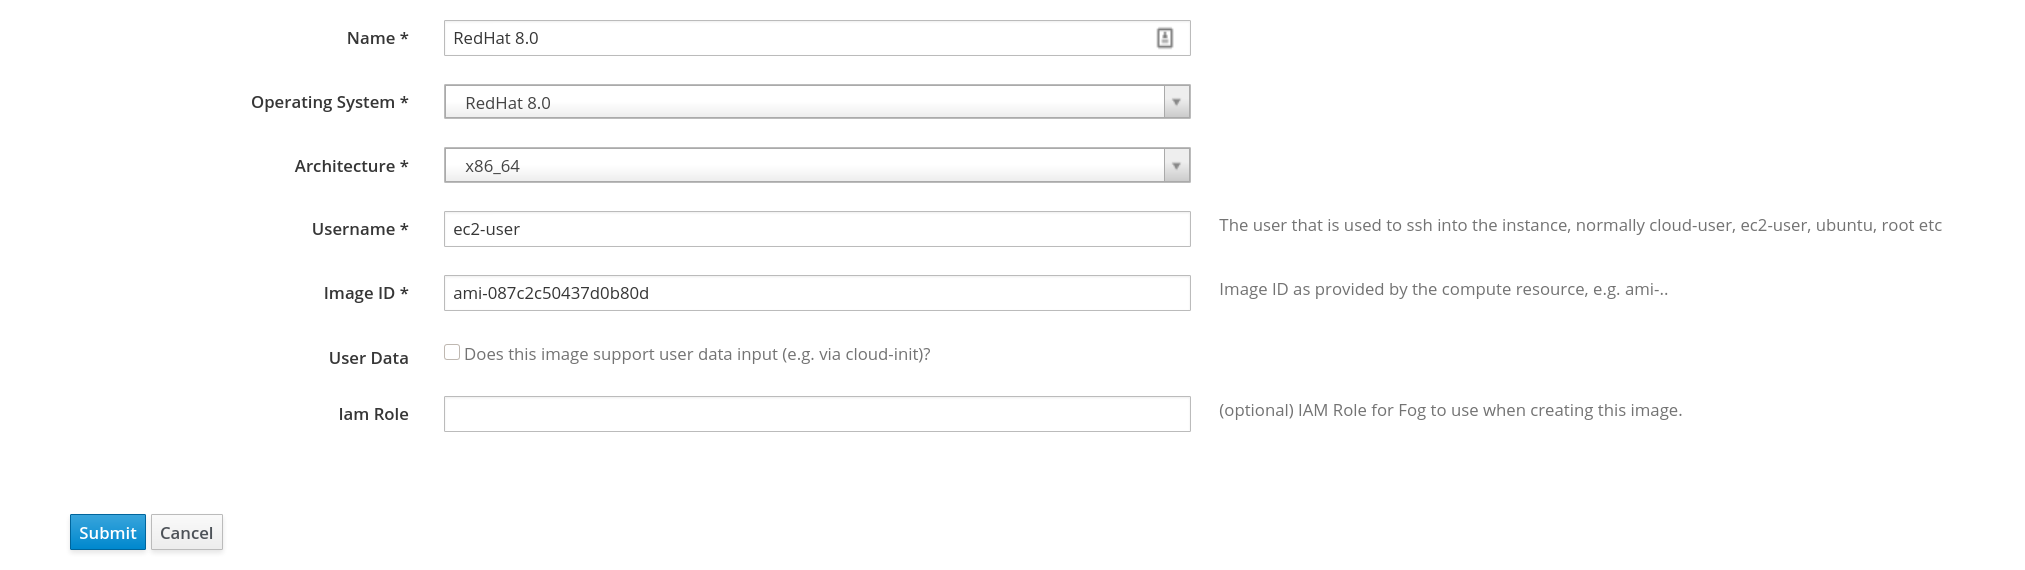 Name * RedHat 8.0
Operating System * RedHat 8.0
Architecture * x86_64
Username * ec2-user The user that is used to ssh into the instance, normally cloud-user, ec2-user, ubuntu, root etc
Image ID * ami-087c2c50437d0b80d Image ID as provided by the compute resource, e.g. ami-..
User Data Does this image support user data input (e.g. via cloud-init)?
Iam Role (optional) IAM Role for Fog to use when creating this image.
Submit Cancel